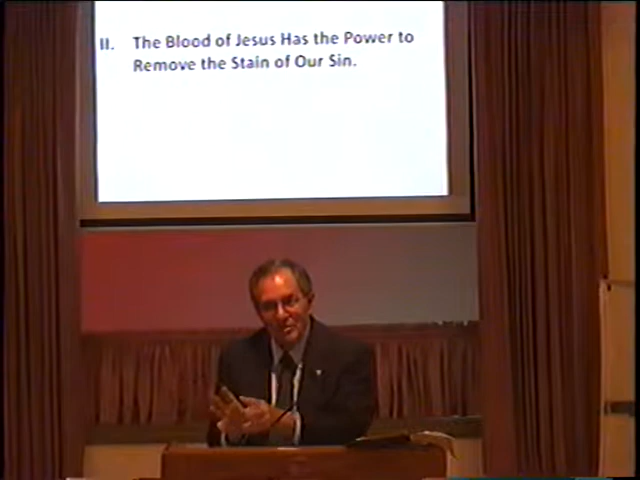 II. The Blood of Jesus Has the Power to
Remove the Stain of Our Sin.